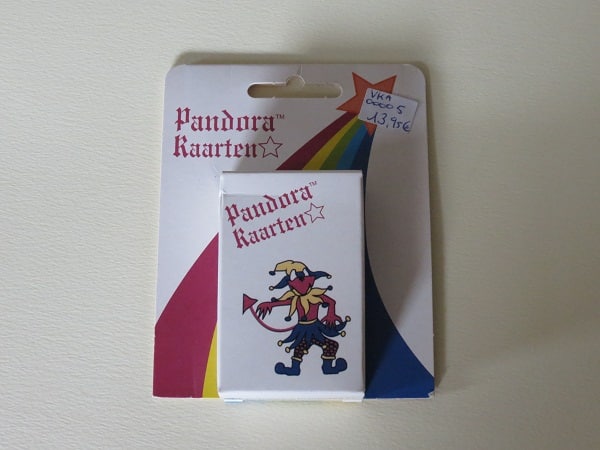 Pandora™
Kaarten☆
VKA
00005
13,95€
Pandora™
Kaarten☆